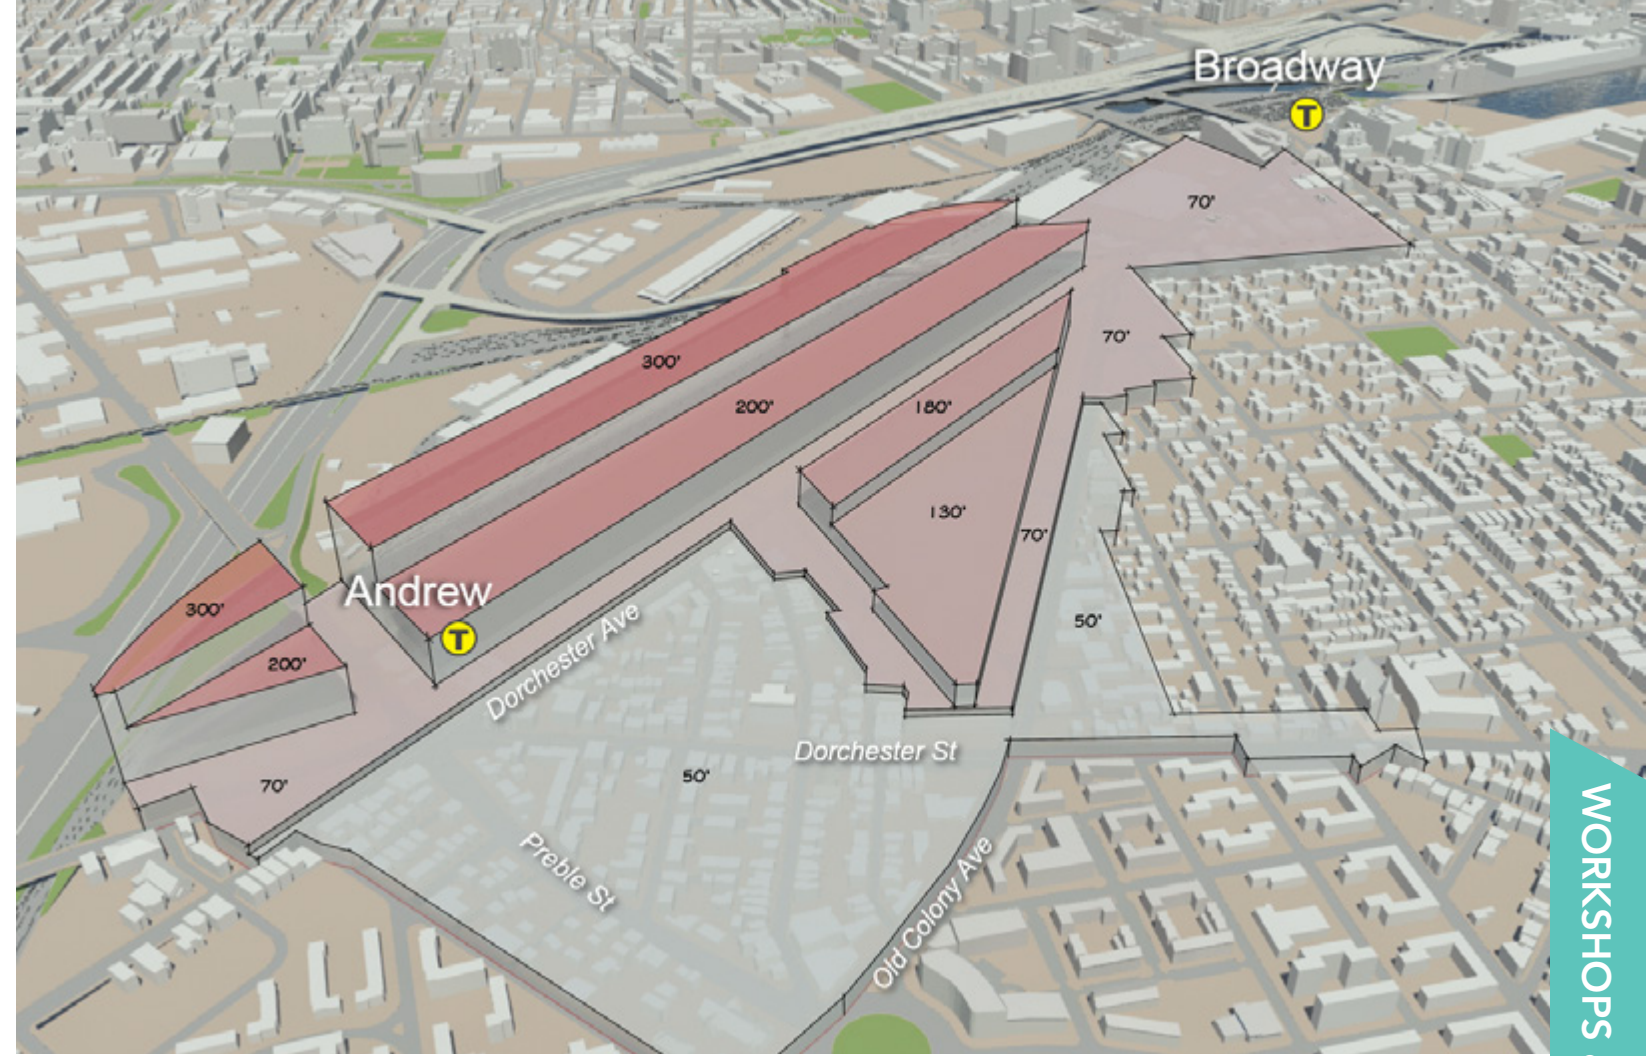 Broadway
T
70'
300'
70'
200'
180'
130'
70'
Andrew
T
300'
50'
200'
Dorchester Ave
Dorchester St
50'
70'
Preble St
Old Colony Ave
WORKSHOPS